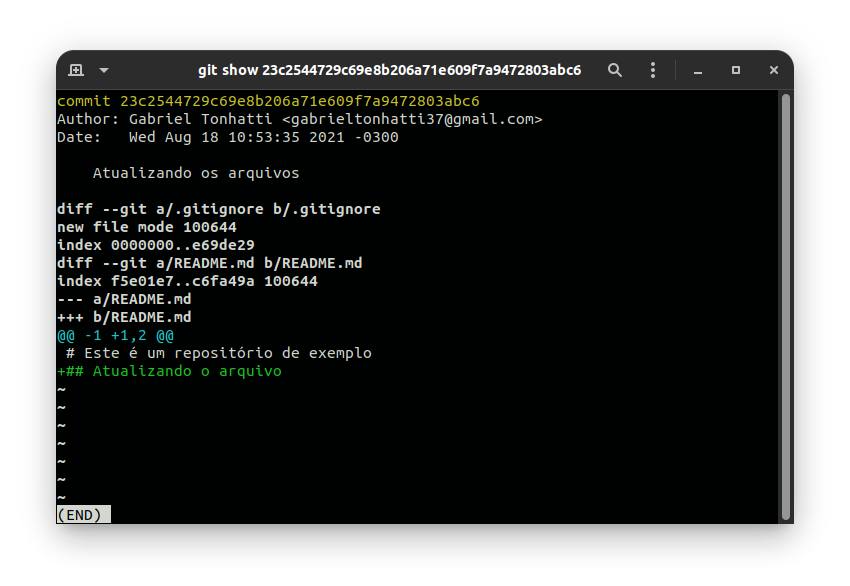 git show 23c2544729c69e8b206a71e609f7a9472803abc6
commit 23c2544729c69e8b206a71e609f7a9472803abc6
Author: Gabriel Tonhatti <gabrieltonhatti37@gmail.com>
Date:   Wed Aug 18 10:53:35 2021 -0300
    Atualizando os arquivos
diff --git a/.gitignore b/.gitignore
new file mode 100644
index 0000000..e69de29
diff --git a/README.md b/README.md
index f5e01e7..c6fa49a 100644
--- a/README.md
+++ b/README.md
@@ -1 +1,2 @@
 # Este é um repositório de exemplo
+## Atualizando o arquivo
~
~
~
~
~
~
~
(END)